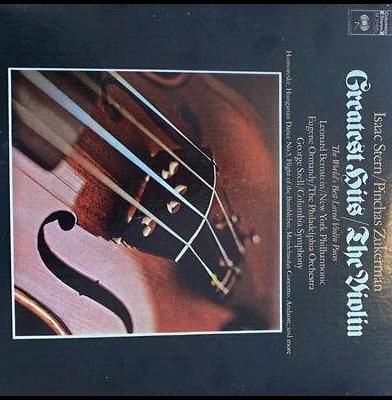 Isaac Stern/Pinchas Zukerman
Greatest Hits The Violin
The World's Best-Loved Violin Pieces
Leonard Bernstein/New York Philharmonic
Eugene Ormandy/The Philadelphia Orchestra
George Szell/Columbia Symphony
Humoreske, Hungarian Dance No. 5, Flight of the Bumblebee, Mendelssohn Concerto: Andante, and more